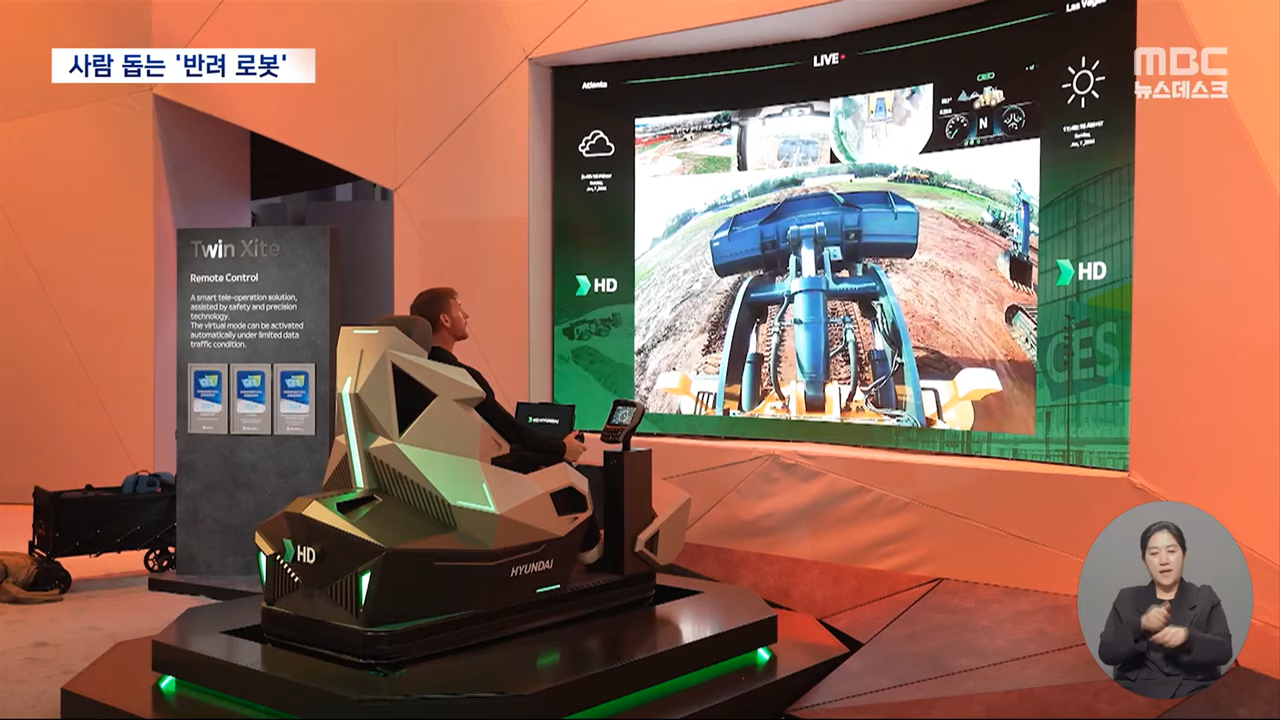 사람 돕는 '반려 로봇'
MBC
뉴스데스크
Las Vegas
LIVE
Atlanta
N
HD
HD
CES
Twin Xite
Remote Control
A smart tele-operation solution,
assisted by safety and precision
technology.
The virtual mode can be activated
automatically under limited data
traffic condition.
HD HYUNDAI
HD
HYUNDAI